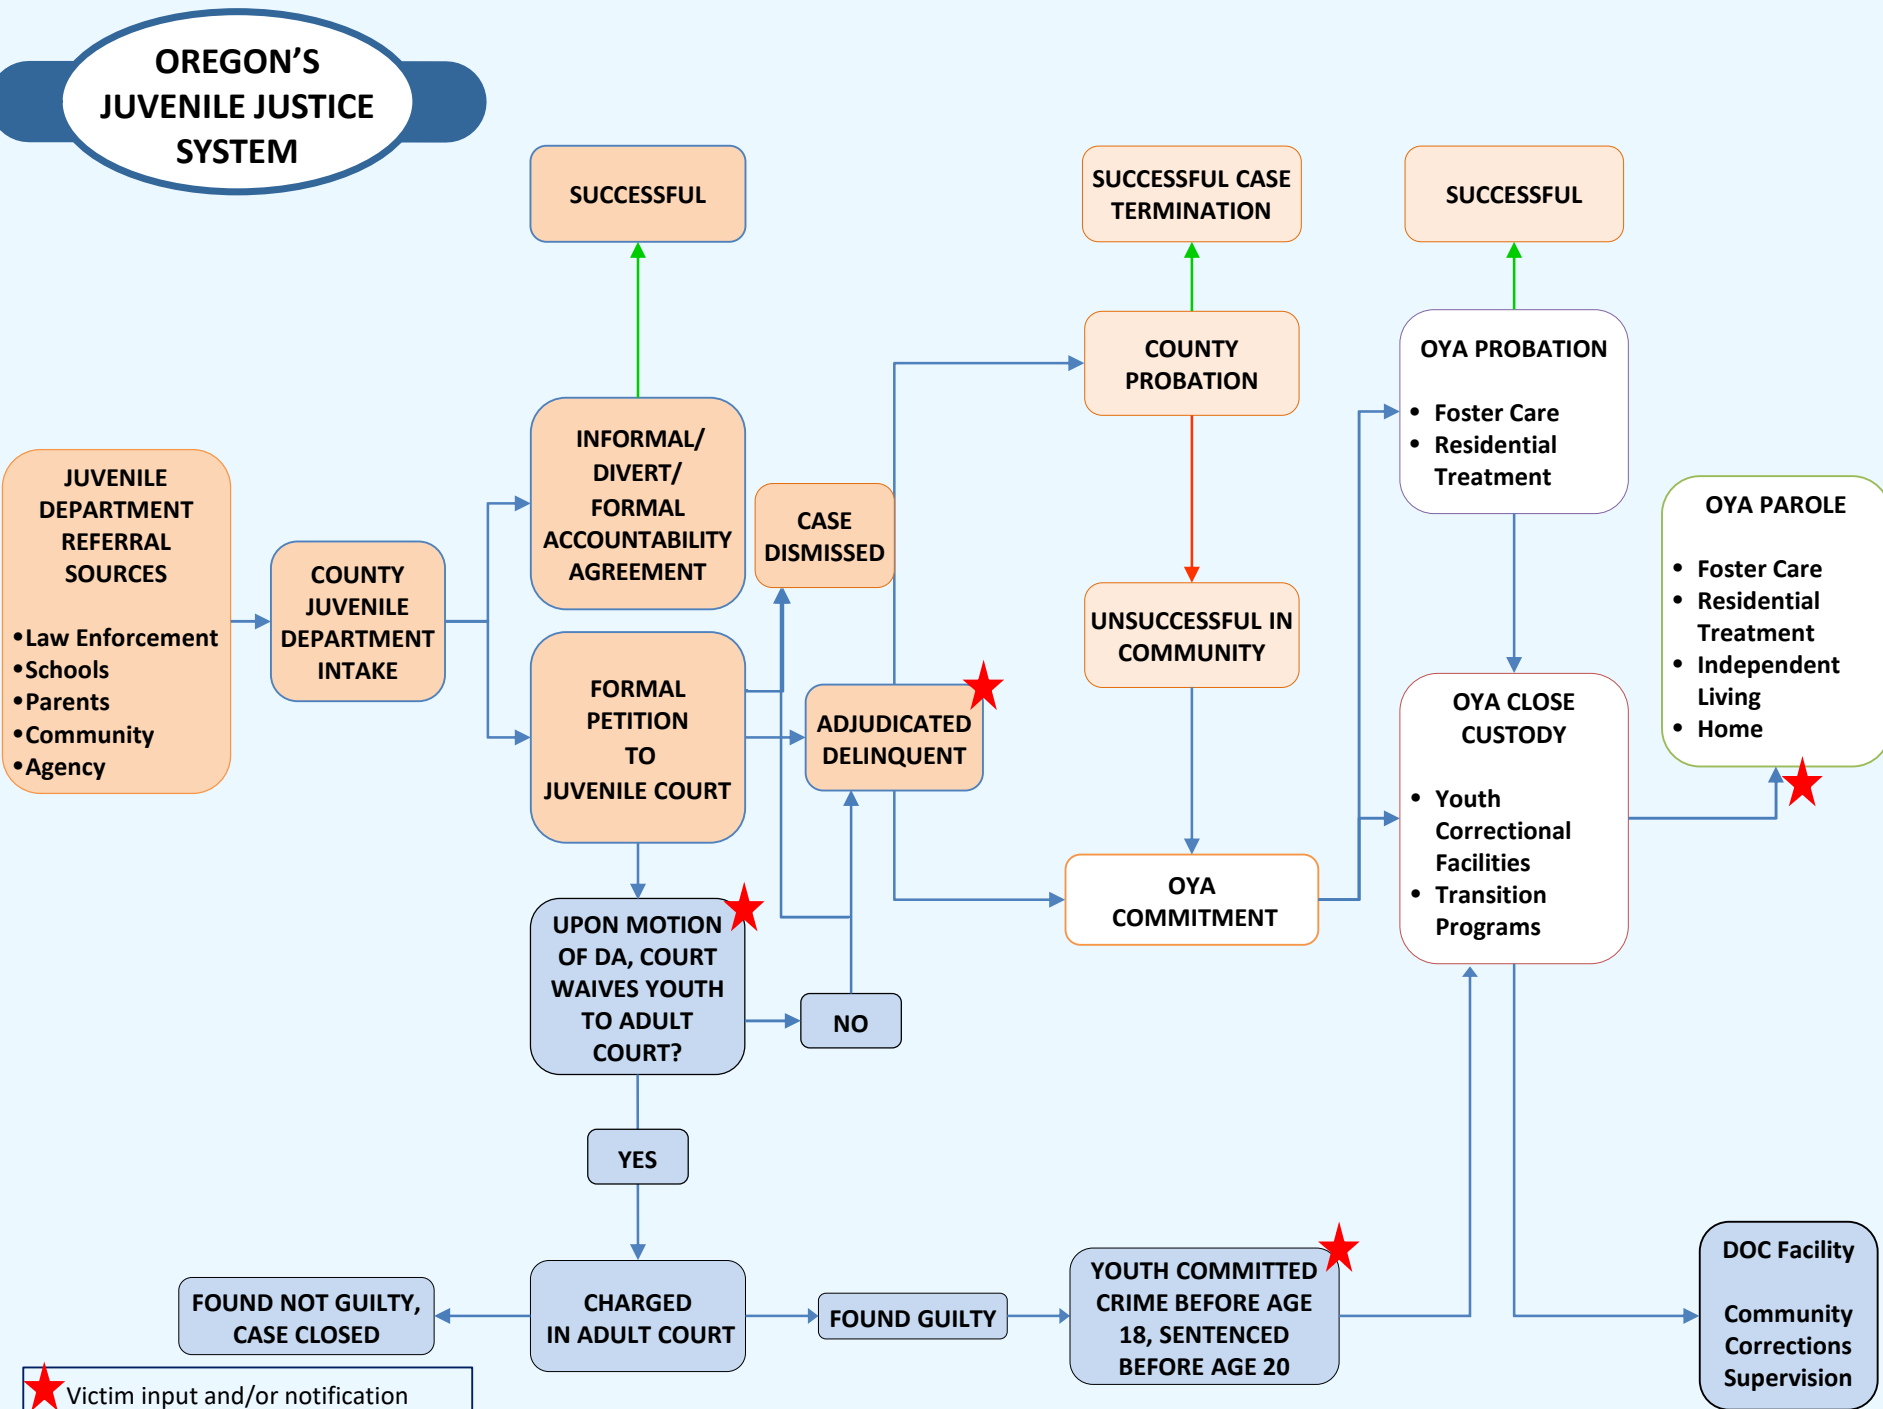 OREGON'S
JUVENILE JUSTICE
SYSTEM
SUCCESSFUL
SUCCESSFUL CASE
TERMINATION
SUCCESSFUL
COUNTY
PROBATION
OYA PROBATION
• Foster Care
• Residential
Treatment
INFORMAL/
DIVERT/
FORMAL
ACCOUNTABILITY
AGREEMENT
CASE
DISMISSED
JUVENILE
DEPARTMENT
REFERRAL
SOURCES
•Law Enforcement
•Schools
•Parents
•Community
•Agency
COUNTY
JUVENILE
DEPARTMENT
INTAKE
UNSUCCESSFUL IN
COMMUNITY
OYA PAROLE
• Foster Care
• Residential
Treatment
• Independent
Living
• Home
FORMAL
PETITION
TO
JUVENILE COURT
ADJUDICATED
DELINQUENT
OYA CLOSE
CUSTODY
• Youth
Correctional
Facilities
• Transition
Programs
OYA
COMMITMENT
UPON MOTION
OF DA, COURT
WAIVES YOUTH
TO ADULT
COURT?
NO
YES
FOUND NOT GUILTY,
CASE CLOSED
CHARGED
IN ADULT COURT
FOUND GUILTY
YOUTH COMMITTED
CRIME BEFORE AGE
18, SENTENCED
BEFORE AGE 20
DOC Facility
Community
Corrections
Supervision
Victim input and/or notification